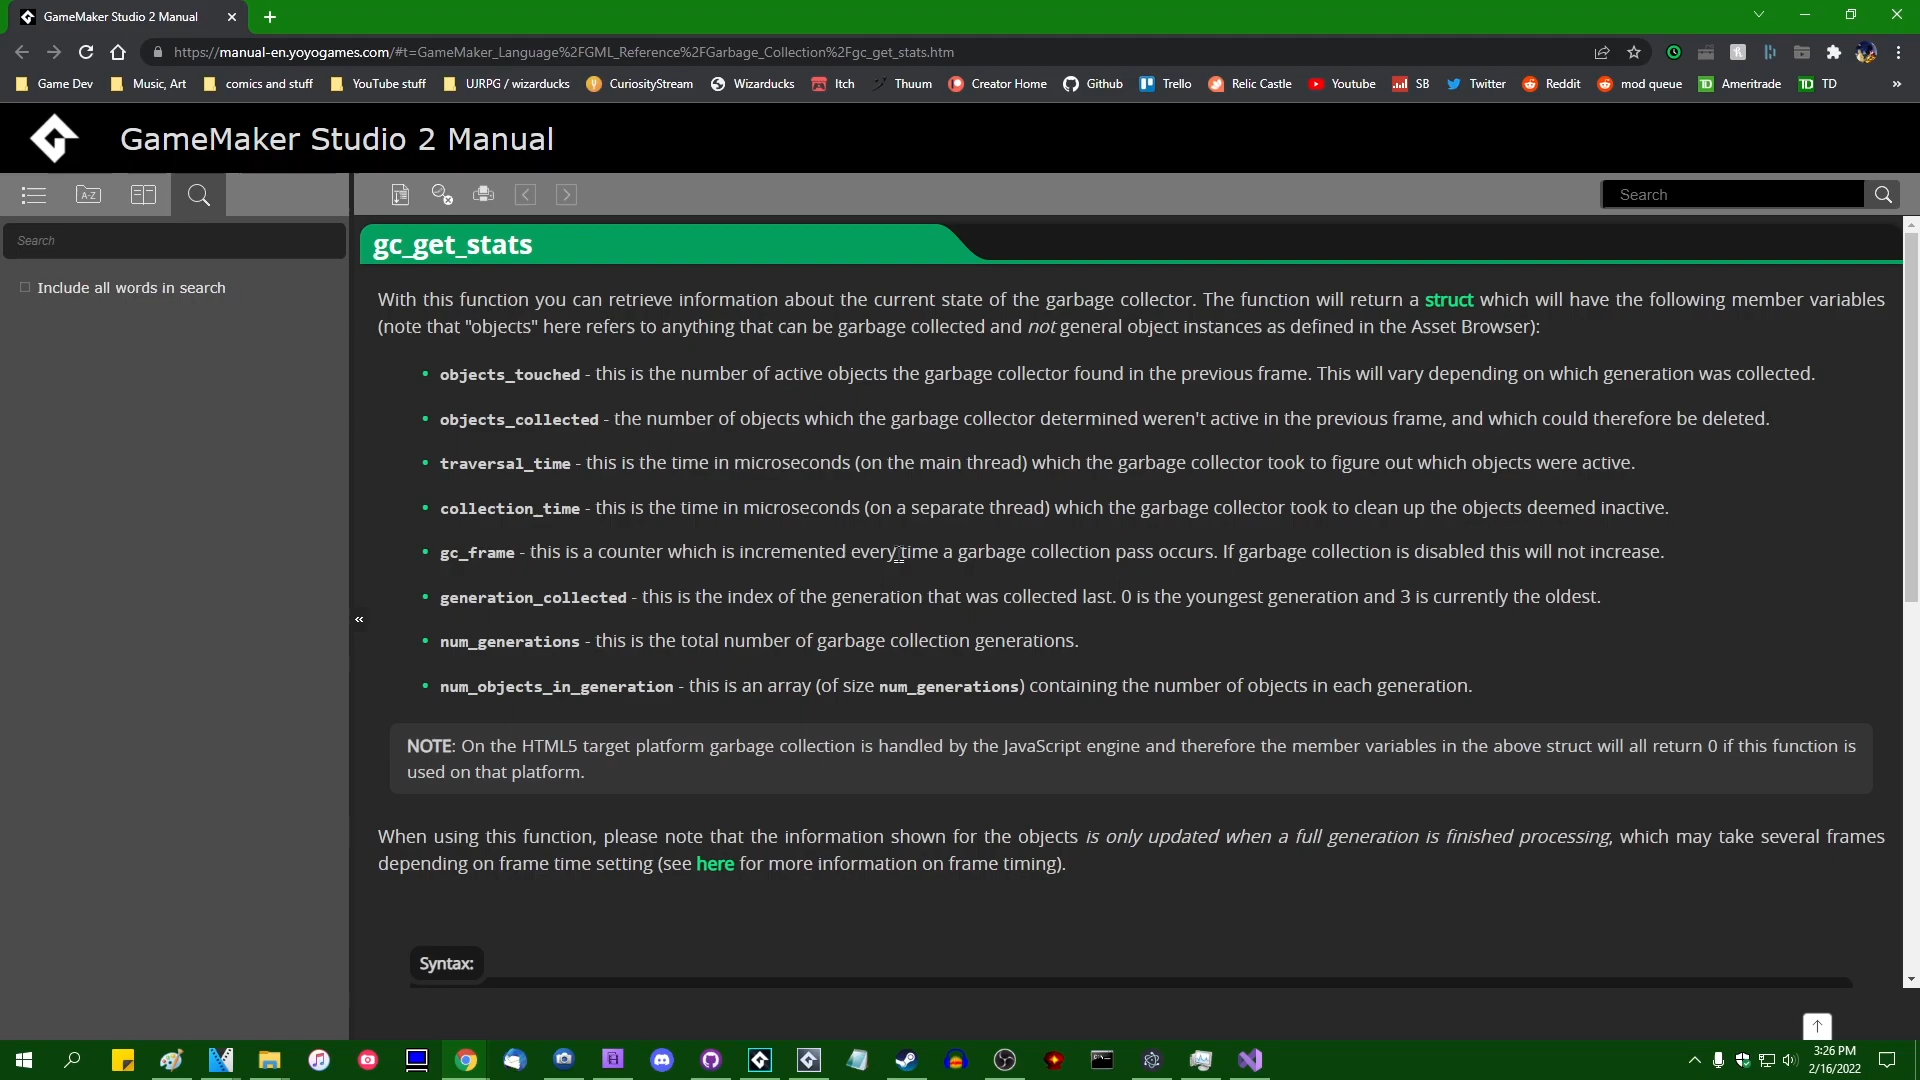 GameMaker Studio 2 Manual
https://manual-en.yoyogames.com/#t=GameMaker_Language%2FGML_Reference%2FGarbage_Collection%2Fgc_get_stats.htm
Game Dev Music, Art comics and stuff YouTube stuff UJRPG / wizarducks CuriosityStream Wizarducks Itch Thuum Creator Home Github Trello Relic Castle Youtube SB Twitter Reddit mod queue Ameritrade TD
GameMaker Studio 2 Manual
A-Z
Search
Search
Include all words in search
gc_get_stats
With this function you can retrieve information about the current state of the garbage collector. The function will return a struct which will have the following member variables
(note that "objects" here refers to anything that can be garbage collected and not general object instances as defined in the Asset Browser):
• objects_touched - this is the number of active objects the garbage collector found in the previous frame. This will vary depending on which generation was collected.
• objects_collected - the number of objects which the garbage collector determined weren't active in the previous frame, and which could therefore be deleted.
• traversal_time - this is the time in microseconds (on the main thread) which the garbage collector took to figure out which objects were active.
• collection_time - this is the time in microseconds (on a separate thread) which the garbage collector took to clean up the objects deemed inactive.
• gc_frame - this is a counter which is incremented every time a garbage collection pass occurs. If garbage collection is disabled this will not increase.
• generation_collected - this is the index of the generation that was collected last. 0 is the youngest generation and 3 is currently the oldest.
• num_generations - this is the total number of garbage collection generations.
• num_objects_in_generation - this is an array (of size num_generations) containing the number of objects in each generation.
NOTE: On the HTML5 target platform garbage collection is handled by the JavaScript engine and therefore the member variables in the above struct will all return 0 if this function is
used on that platform.
When using this function, please note that the information shown for the objects is only updated when a full generation is finished processing, which may take several frames
depending on frame time setting (see here for more information on frame timing).
Syntax:
3:26 PM
2/16/2022